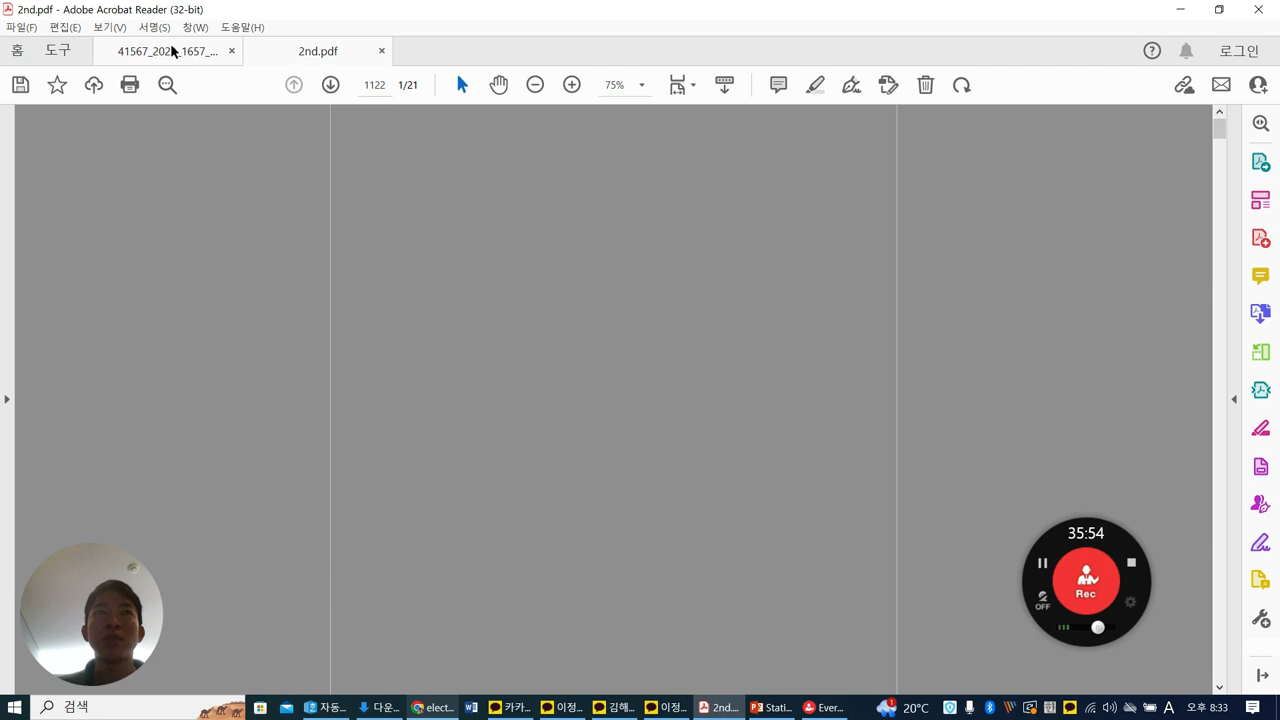 2nd.pdf - Adobe Acrobat Reader (32-bit)
파일(F) 편집(E) 보기(V) 서명(S) 창(W) 도움말(H)
홈 도구 2nd.pdf 로그인
1122 1/21 75%
35:54
Rec
OFF
검색 자동... 다운... elect... 카카... 이정... 김해... 이정... 2nd... Stati... Ever... 20°C A 오후 8:33